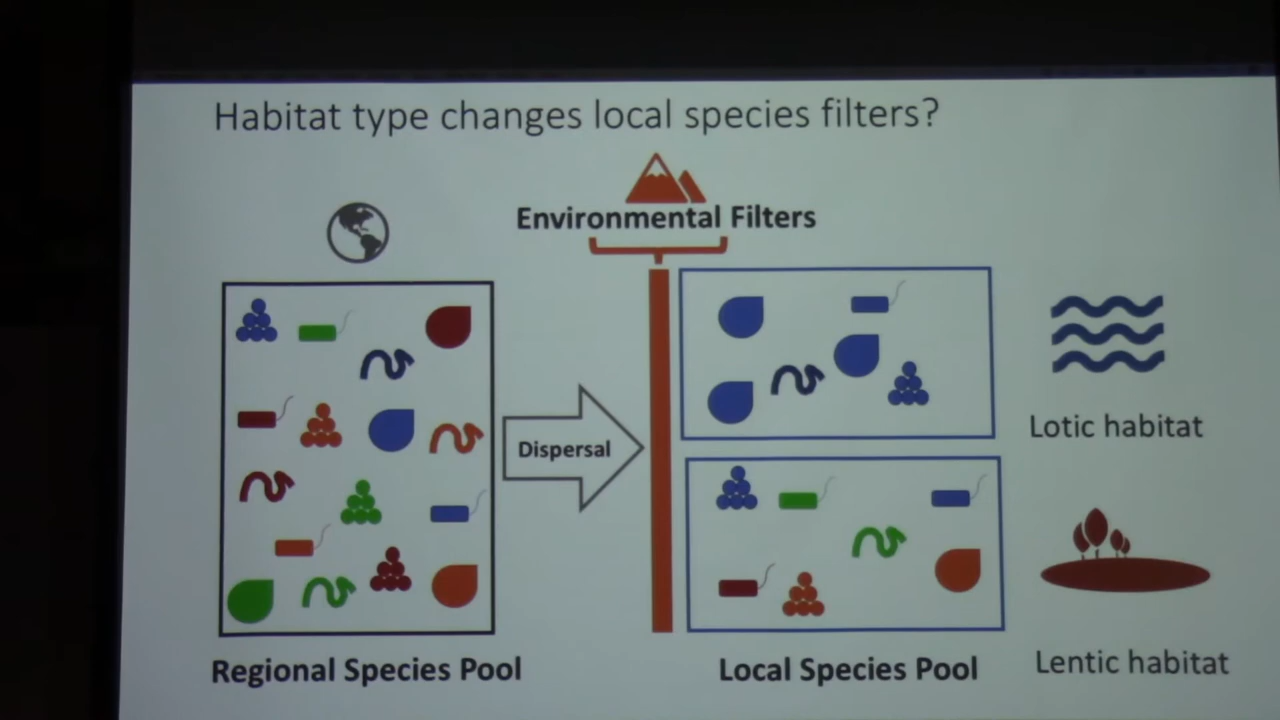 Habitat type changes local species filters?
Environmental Filters
Dispersal
Lotic habitat
Regional Species Pool
Local Species Pool
Lentic habitat